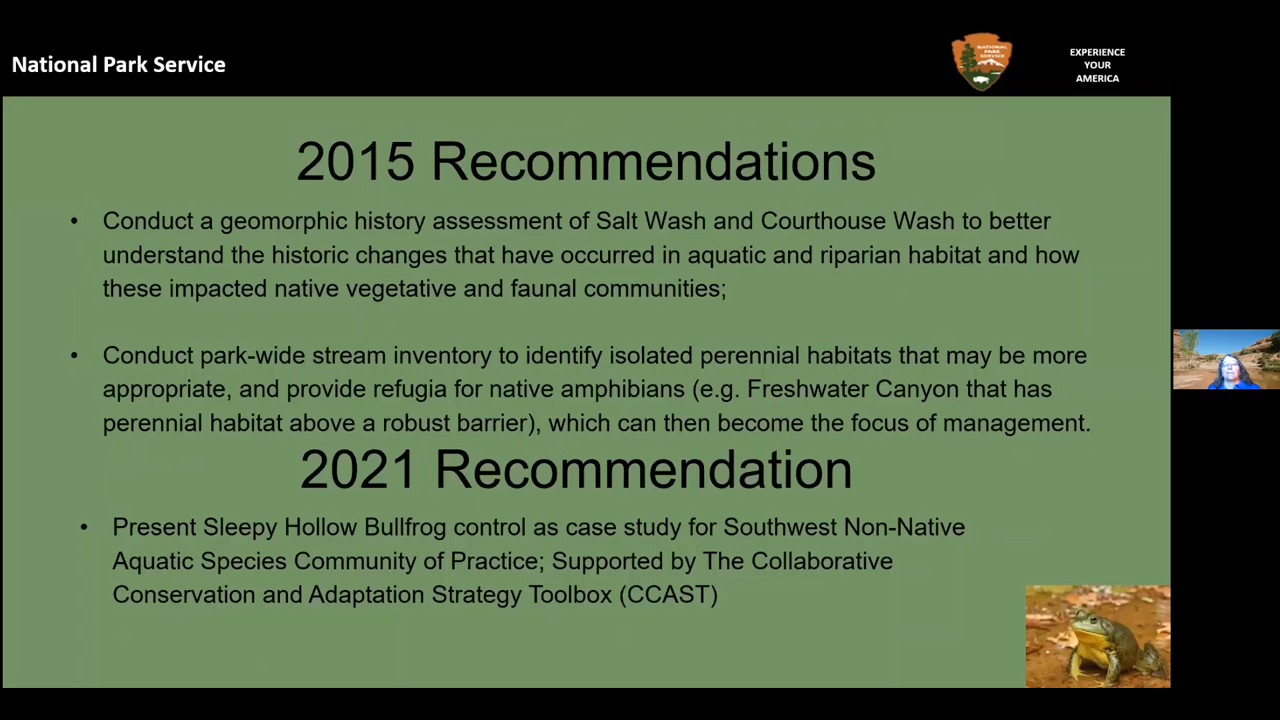 National Park Service
NATIONAL
PARK
SERVICE
EXPERIENCE
YOUR
AMERICA
2015 Recommendations
• Conduct a geomorphic history assessment of Salt Wash and Courthouse Wash to better
understand the historic changes that have occurred in aquatic and riparian habitat and how
these impacted native vegetative and faunal communities;
• Conduct park-wide stream inventory to identify isolated perennial habitats that may be more
appropriate, and provide refugia for native amphibians (e.g. Freshwater Canyon that has
perennial habitat above a robust barrier), which can then become the focus of management.
2021 Recommendation
• Present Sleepy Hollow Bullfrog control as case study for Southwest Non-Native
Aquatic Species Community of Practice; Supported by The Collaborative
Conservation and Adaptation Strategy Toolbox (CCAST)